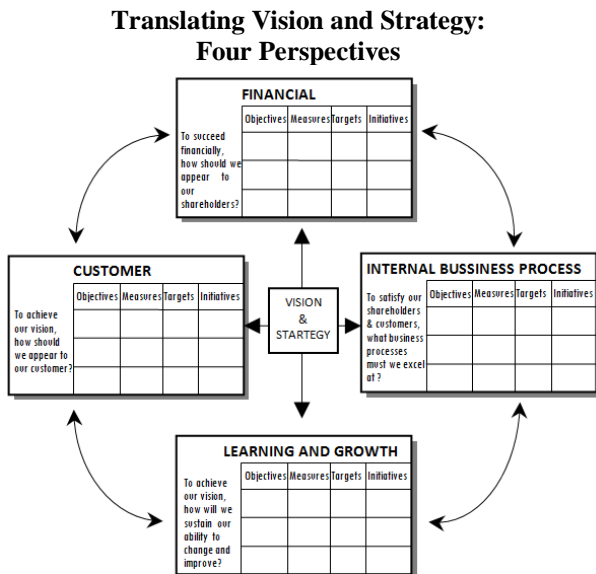 Translating Vision and Strategy:
Four Perspectives
FINANCIAL
To succeed
financially,
how should we
appear to
our
shareholders?
Objectives Measures Targets Initiatives
CUSTOMER
To achieve
our vision,
how should
we appear to
our customer?
Objectives Measures Targets Initiatives
VISION
&
STARTEGY
INTERNAL BUSSINESS PROCESS
To satisfy our
shareholders
& customers,
what business
processes
must we excel
at ?
Objectives Measures Targets Initiatives
LEARNING AND GROWTH
To achieve
our vision,
how will we
sustain our
ability to
change and
improve?
Objectives Measures Targets Initiatives